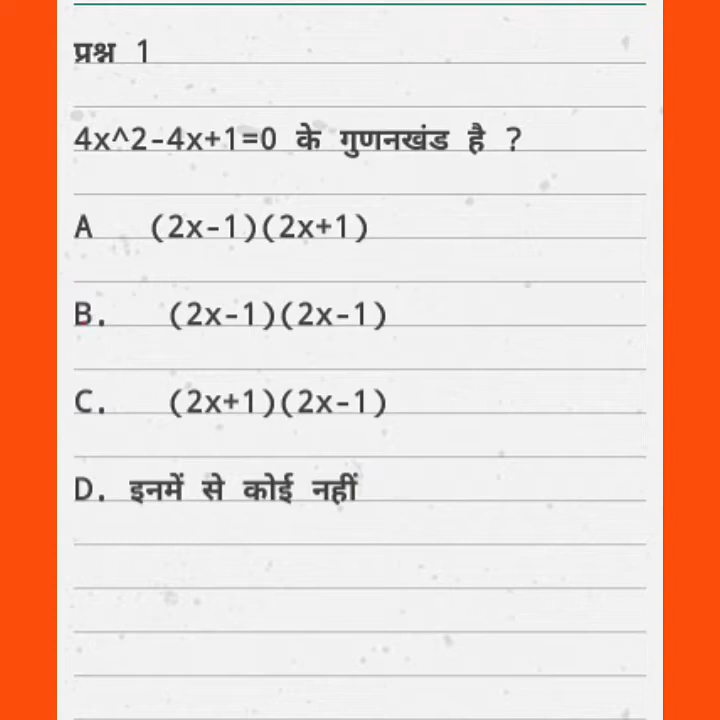 प्रश्न 1
4x^2-4x+1=0 के गुणनखंड है ?
A (2x-1)(2x+1)
B. (2x-1)(2x-1)
C. (2x+1)(2x-1)
D. इनमें से कोई नहीं